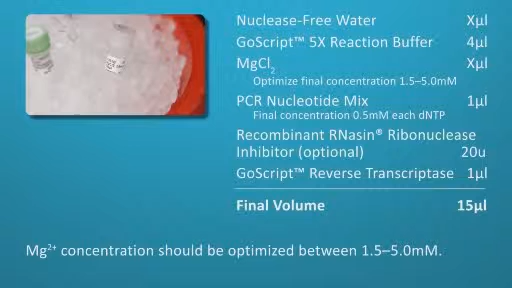 Nuclease-Free Water Xµl
GoScript™ 5X Reaction Buffer 4µl
MgCl₂ Xµl
Optimize final concentration 1.5–5.0mM
PCR Nucleotide Mix 1µl
Final concentration 0.5mM each dNTP
Recombinant RNasin® Ribonuclease
Inhibitor (optional) 20u
GoScript™ Reverse Transcriptase 1µl
Final Volume 15µl
Mg²⁺ concentration should be optimized between 1.5–5.0mM.